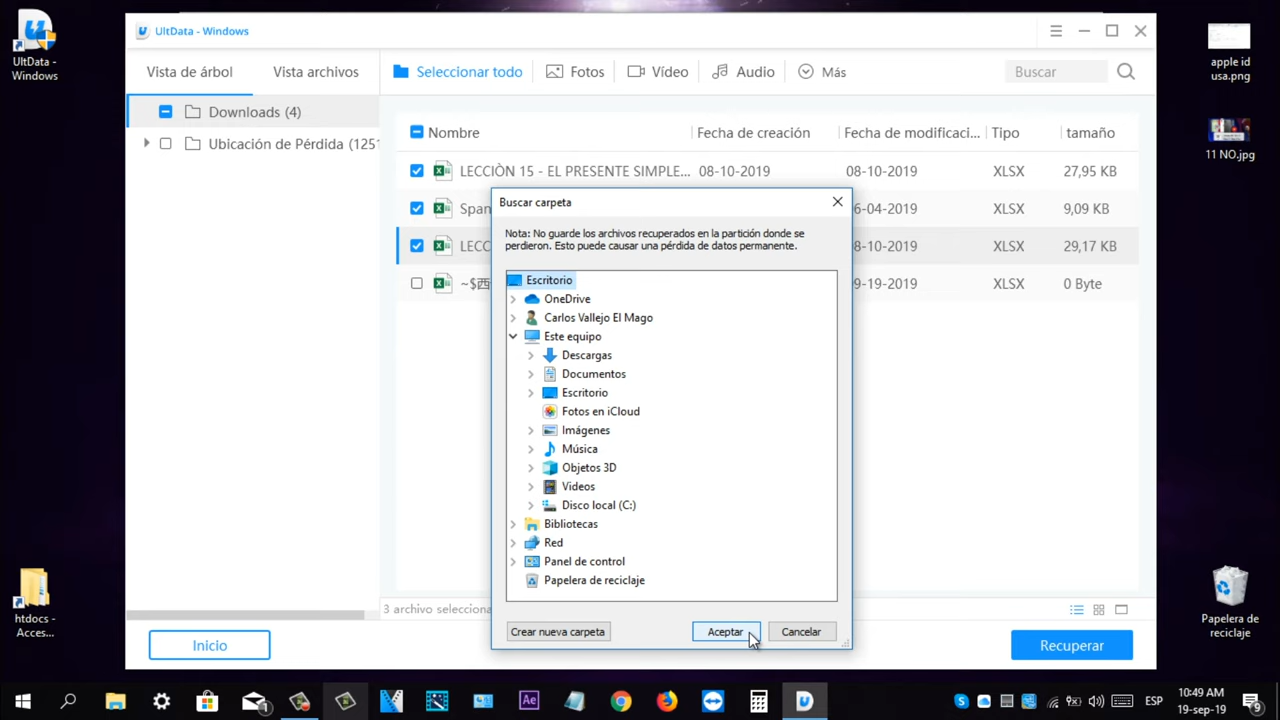 UltData -
Windows
UltData - Windows
apple id
usa.png
Vista de árbol
Vista archivos
Seleccionar todo
Fotos
Vídeo
Audio
Más
Buscar
Downloads (4)
Ubicación de Pérdida (1251
Nombre
Fecha de creación
Fecha de modificaci...
Tipo
tamaño
11 NO.jpg
LECCIÒN 15 - EL PRESENTE SIMPLE...
08-10-2019
08-10-2019
XLSX
27,95 KB
Span
6-04-2019
XLSX
9,09 KB
LECC
8-10-2019
XLSX
29,17 KB
~$西
9-19-2019
XLSX
0 Byte
Buscar carpeta
Nota: No guarde los archivos recuperados en la partición donde se
perdieron. Esto puede causar una pérdida de datos permanente.
Escritorio
OneDrive
Carlos Vallejo El Mago
Este equipo
Descargas
Documentos
Escritorio
Fotos en iCloud
Imágenes
Música
Objetos 3D
Videos
Disco local (C:)
Bibliotecas
Red
Panel de control
Papelera de reciclaje
Crear nueva carpeta
Aceptar
Cancelar
3 archivo selecciona
htdocs -
Acces...
Papelera de
reciclaje
Inicio
Recuperar
ESP
10:49 AM
19-sep.-19